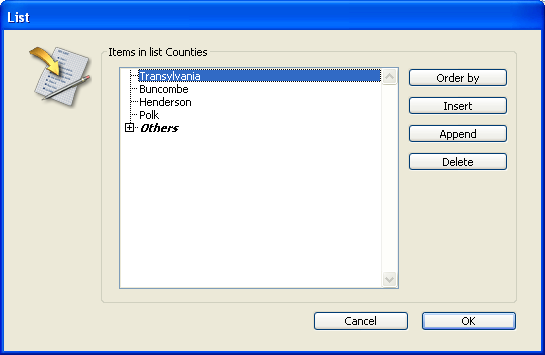 List
Items in list Counties
Transylvania
Buncombe
Henderson
Polk
Others
Order by
Insert
Append
Delete
Cancel
OK